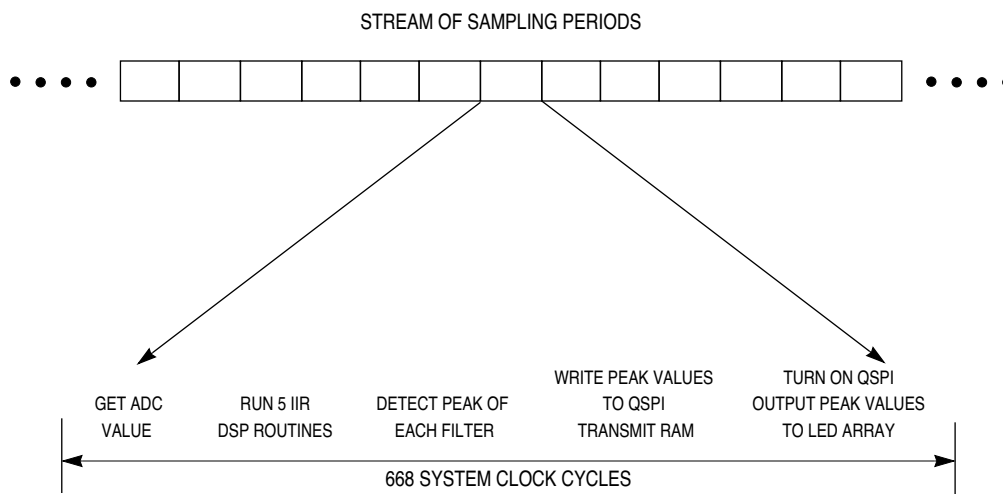 STREAM OF SAMPLING PERIODS
GET ADC
VALUE
RUN 5 IIR
DSP ROUTINES
DETECT PEAK OF
EACH FILTER
WRITE PEAK VALUES
TO QSPI
TRANSMIT RAM
TURN ON QSPI
OUTPUT PEAK VALUES
TO LED ARRAY
668 SYSTEM CLOCK CYCLES